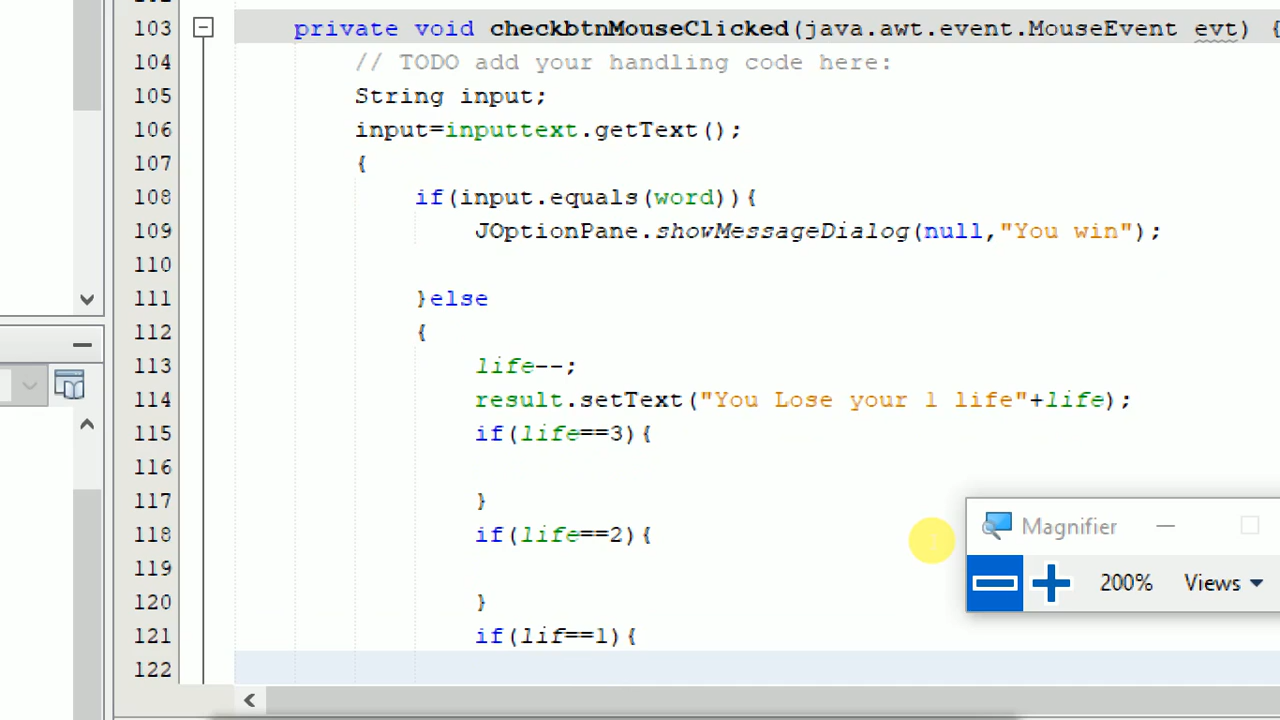 103 private void checkbtnMouseClicked(java.awt.event.MouseEvent evt) {
104 // TODO add your handling code here:
105 String input;
106 input=inputtext.getText();
107 {
108 if(input.equals(word)){
109 JOptionPane.showMessageDialog(null,"You win");
110
111 }else
112 {
113 life--;
114 result.setText("You Lose your 1 life"+life);
115 if(life==3){
116
117 }
118 if(life==2){
119
120 }
121 if(lif==1){
122
Magnifier
200% Views